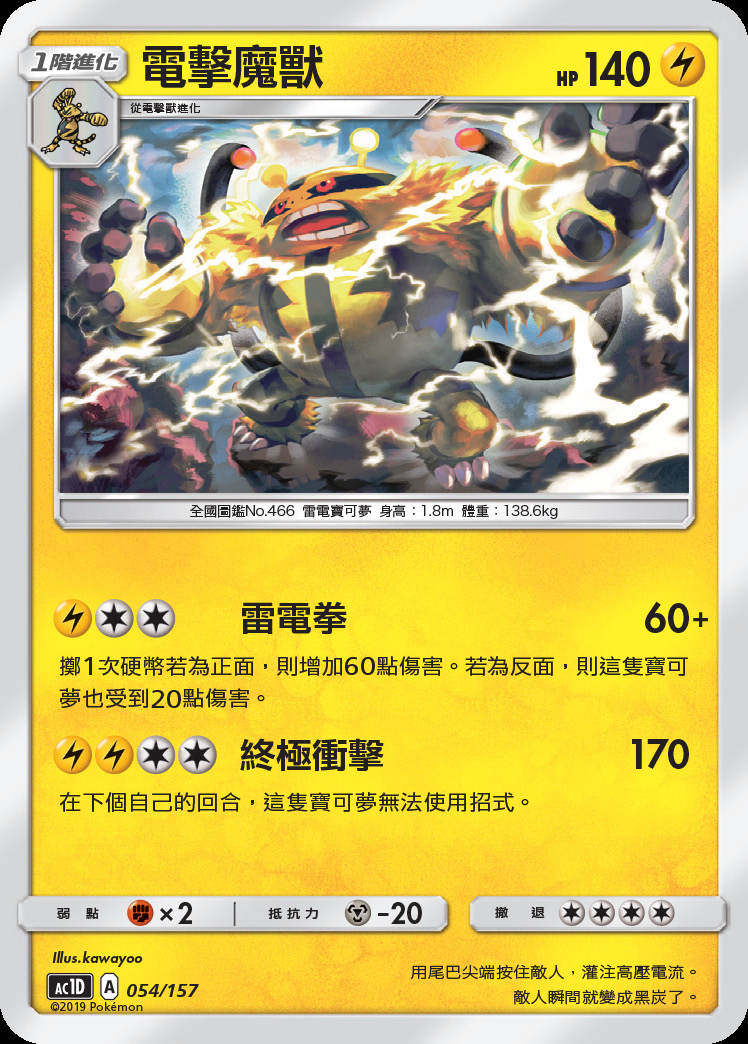 1階進化 電擊魔獸 HP 140
從電擊獸進化
全國圖鑑No.466 雷電寶可夢 身高：1.8m 體重：138.6kg
雷電拳 60+
擲1次硬幣若為正面，則增加60點傷害。若為反面，則這隻寶可
夢也受到20點傷害。
終極衝擊 170
在下個自己的回合，這隻寶可夢無法使用招式。
弱點 ×2 抵抗力 -20 撤退
Illus.kawayoo
用尾巴尖端按住敵人，灌注高壓電流。
AC1D A 054/157
敵人瞬間就變成黑炭了。
©2019 Pokémon